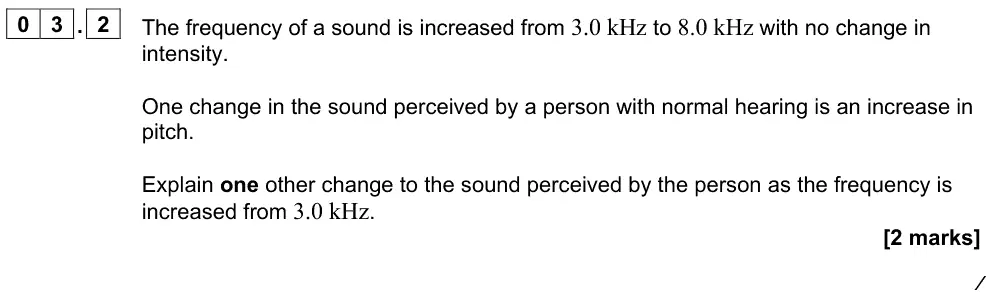 03.2 The frequency of a sound is increased from 3.0 kHz to 8.0 kHz with no change in
intensity.
One change in the sound perceived by a person with normal hearing is an increase in
pitch.
Explain one other change to the sound perceived by the person as the frequency is
increased from 3.0 kHz.
[2 marks]